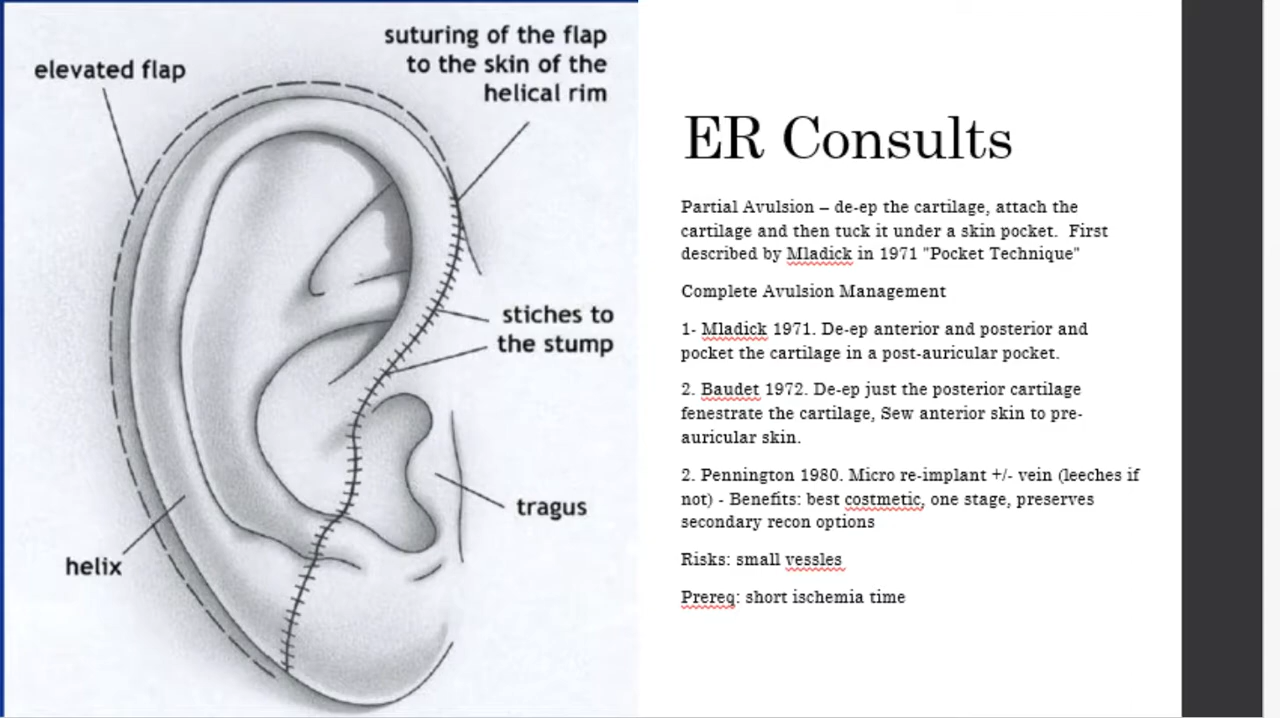 elevated flap
suturing of the flap
to the skin of the
helical rim
stiches to
the stump
tragus
helix
ER Consults
Partial Avulsion – de-ep the cartilage, attach the
cartilage and then tuck it under a skin pocket.  First
described by Mladick in 1971 "Pocket Technique"
Complete Avulsion Management
1- Mladick 1971. De-ep anterior and posterior and
pocket the cartilage in a post-auricular pocket.
2. Baudet 1972. De-ep just the posterior cartilage
fenestrate the cartilage, Sew anterior skin to pre-
auricular skin.
2. Pennington 1980. Micro re-implant +/- vein (leeches if
not) - Benefits: best costmetic, one stage, preserves
secondary recon options
Risks: small vessles
Prereq: short ischemia time